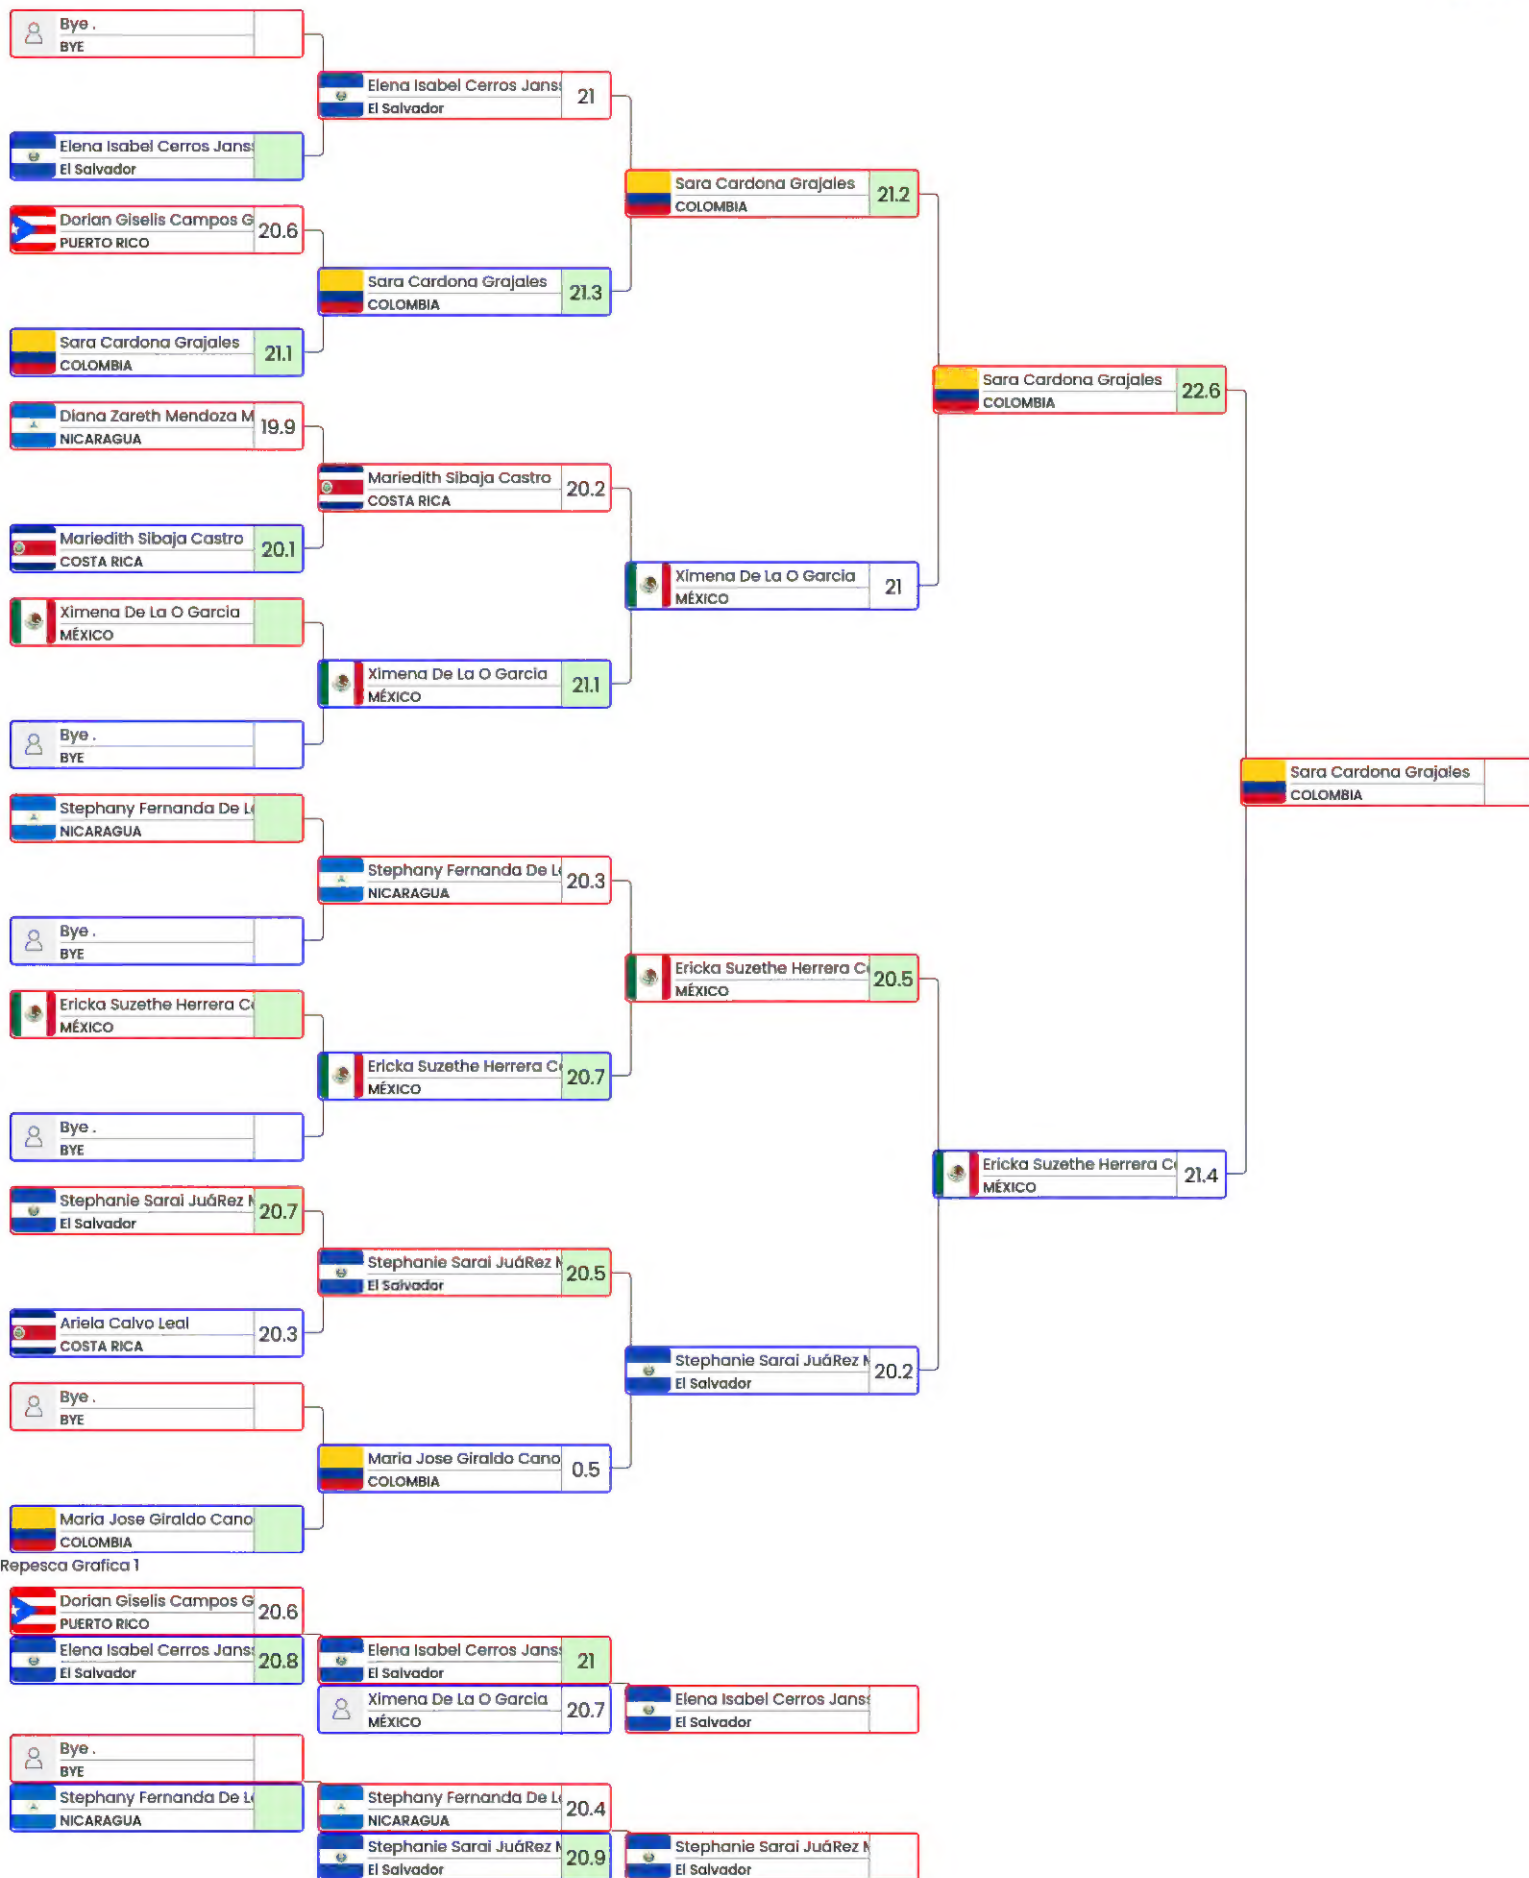 Bye .
BYE
Elena Isabel Cerros Jans
El Salvador
21
Elena Isabel Cerros Jans
El Salvador
Sara Cardona Grajales
COLOMBIA
21.2
Dorian Giselis Campos G
PUERTO RICO
20.6
Sara Cardona Grajales
COLOMBIA
21.3
Sara Cardona Grajales
COLOMBIA
21.1
Sara Cardona Grajales
COLOMBIA
22.6
Diana Zareth Mendoza M
NICARAGUA
19.9
Mariedith Sibaja Castro
COSTA RICA
20.2
Mariedith Sibaja Castro
COSTA RICA
20.1
Ximena De La O Garcia
MÉXICO
21
Ximena De La O Garcia
MÉXICO
Ximena De La O Garcia
MÉXICO
21.1
Bye .
BYE
Sara Cardona Grajales
COLOMBIA
Stephany Fernanda De L
NICARAGUA
Stephany Fernanda De L
NICARAGUA
20.3
Bye .
BYE
Ericka Suzethe Herrera C
MÉXICO
20.5
Ericka Suzethe Herrera C
MÉXICO
Ericka Suzethe Herrera C
MÉXICO
20.7
Bye .
BYE
Ericka Suzethe Herrera C
MÉXICO
21.4
Stephanie Sarai JuáRez M
El Salvador
20.7
Stephanie Sarai JuáRez M
El Salvador
20.5
Ariela Calvo Leal
COSTA RICA
20.3
Stephanie Sarai JuáRez M
El Salvador
20.2
Bye .
BYE
Maria Jose Giraldo Cano
COLOMBIA
0.5
Maria Jose Giraldo Cano
COLOMBIA
Repesca Grafica 1
Dorian Giselis Campos G
PUERTO RICO
20.6
Elena Isabel Cerros Jans
El Salvador
20.8
Elena Isabel Cerros Jans
El Salvador
21
Ximena De La O Garcia
MÉXICO
20.7
Elena Isabel Cerros Jans
El Salvador
Bye .
BYE
Stephany Fernanda De L
NICARAGUA
Stephany Fernanda De L
NICARAGUA
20.4
Stephanie Sarai JuáRez M
El Salvador
20.9
Stephanie Sarai JuáRez M
El Salvador